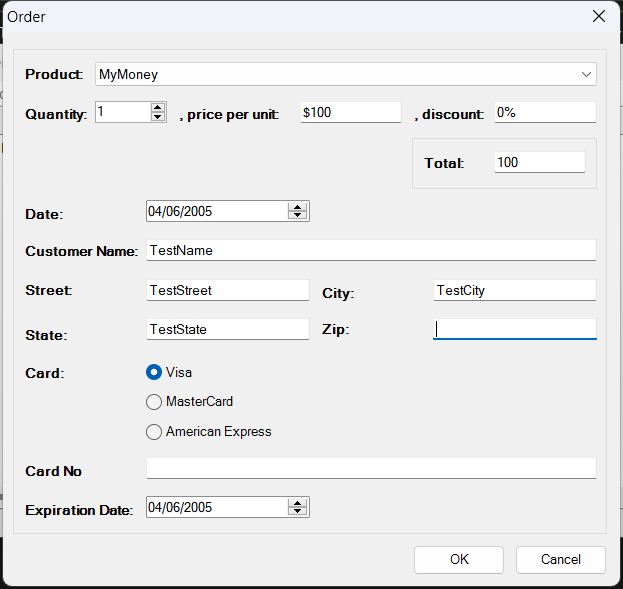 Order
Product: MyMoney
Quantity: 1 , price per unit: $100 , discount: 0%
Total: 100
Date: 04/06/2005
Customer Name: TestName
Street: TestStreet City: TestCity
State: TestState Zip:
Card: Visa
MasterCard
American Express
Card No
Expiration Date: 04/06/2005
OK Cancel